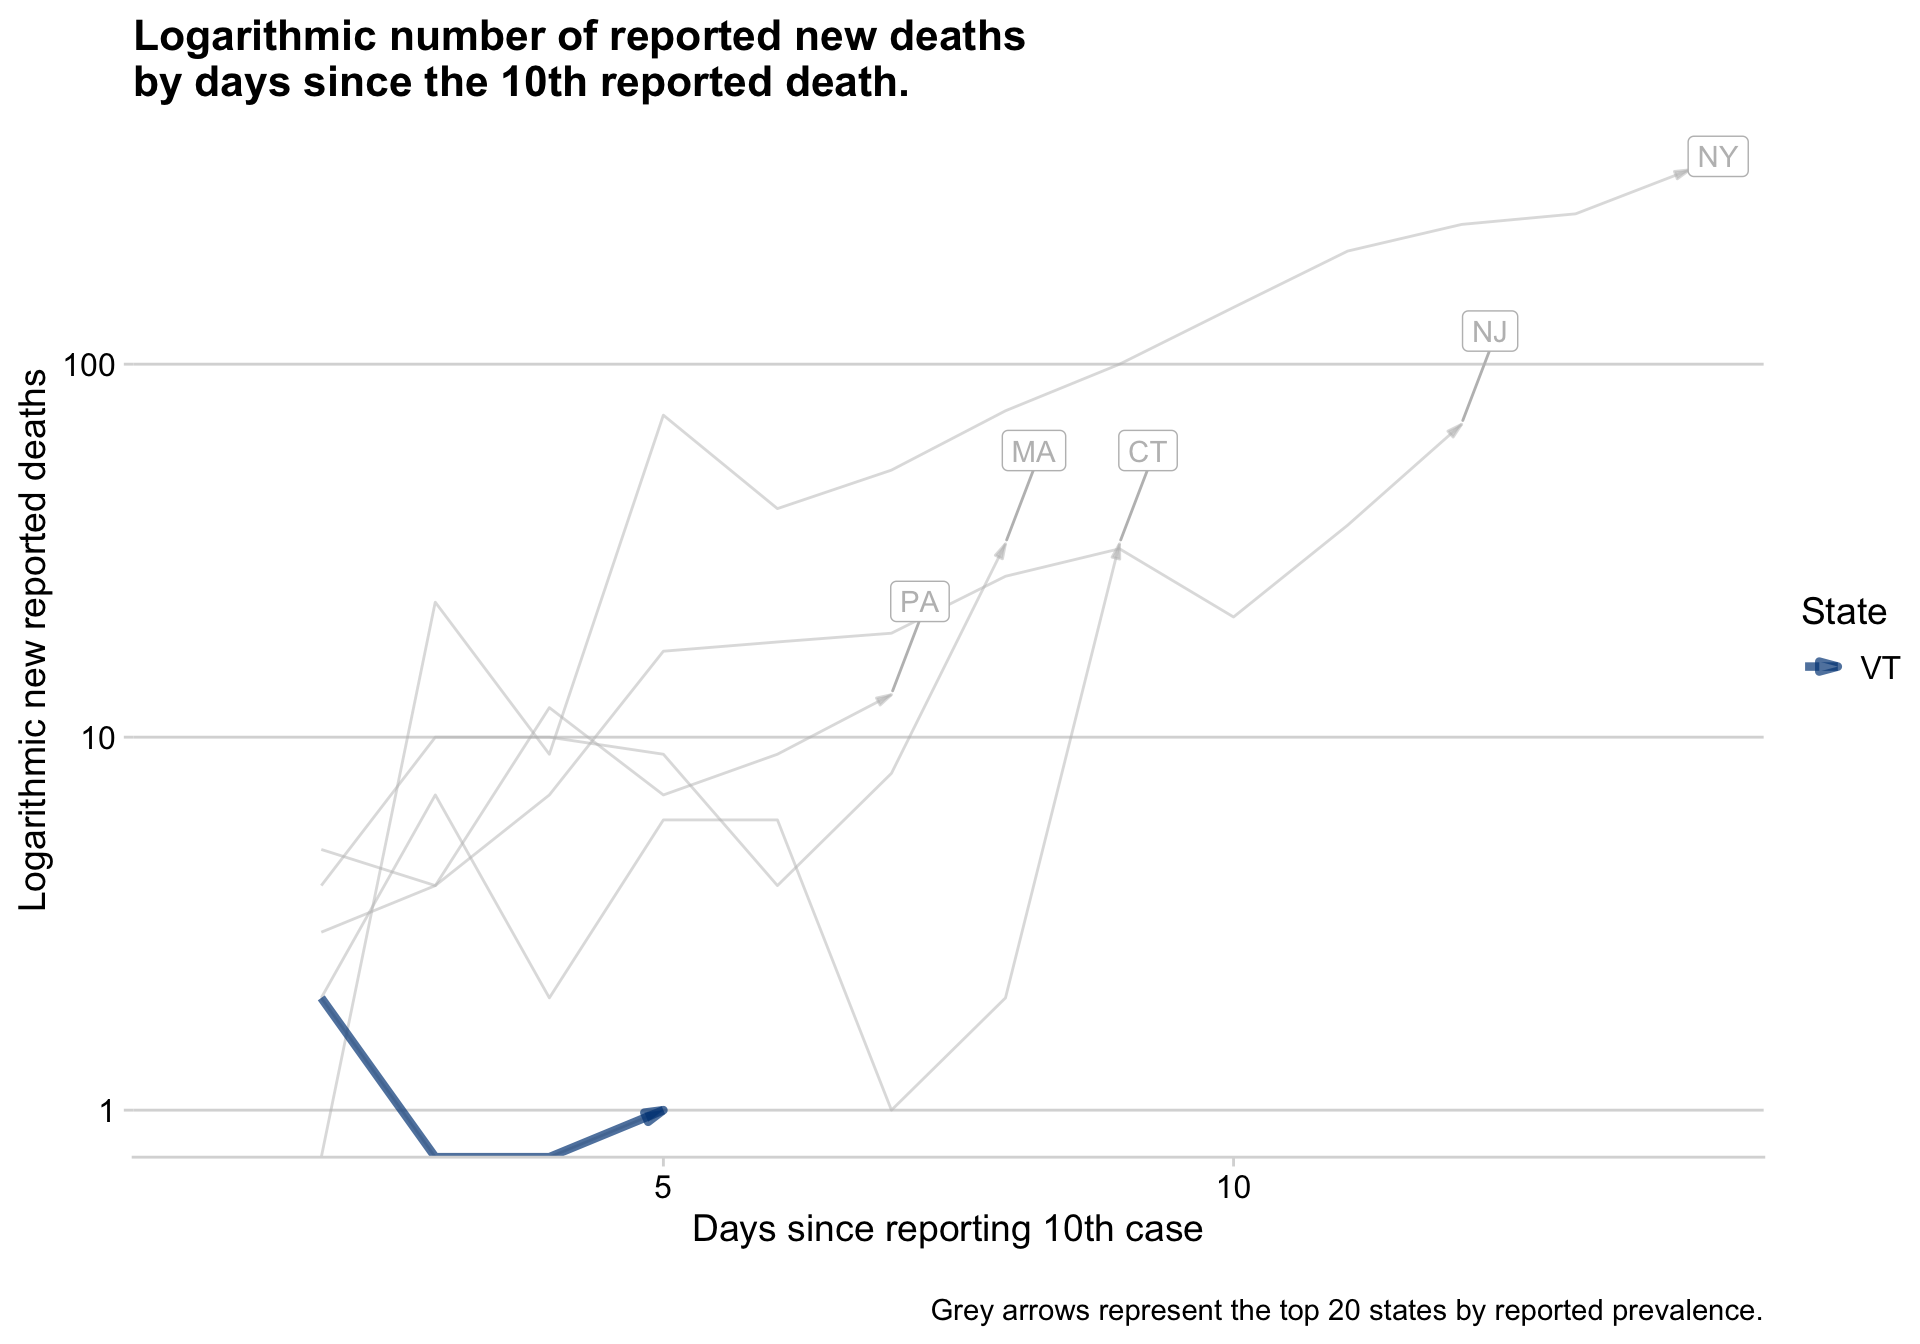 Logarithmic number of reported new deaths
by days since the 10th reported death.
NY
NJ
MA
CT
PA
100
10
1
Logarithmic new reported deaths
5
10
Days since reporting 10th case
State
VT
Grey arrows represent the top 20 states by reported prevalence.